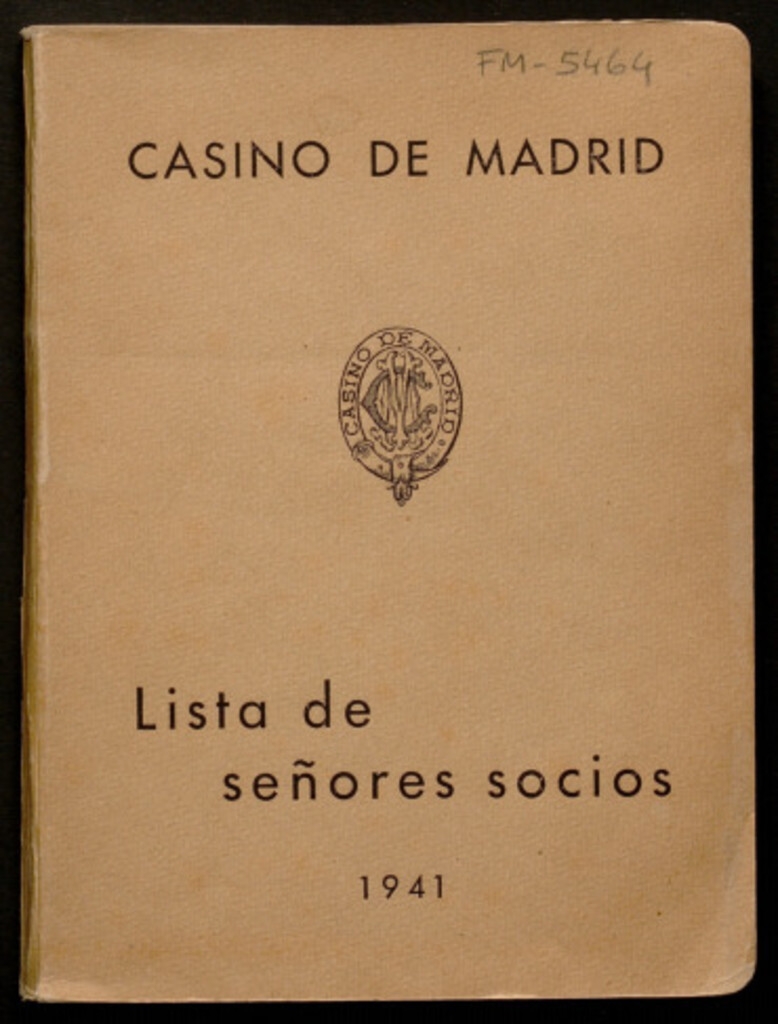 FM-5464
CASINO DE MADRID
CASINO DE MADRID
Lista de
señores socios
1941